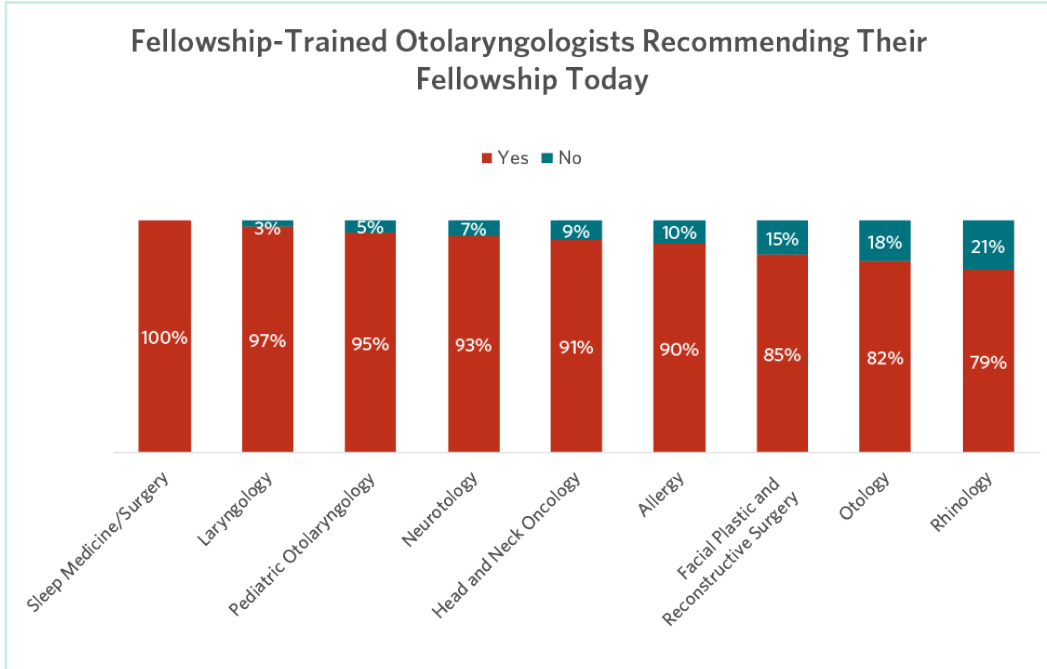 Fellowship-Trained Otolaryngologists Recommending Their
Fellowship Today
Yes No
3% 5% 7% 9% 10% 15% 18% 21%
100% 97% 95% 93% 91% 90% 85% 82% 79%
Sleep Medicine/Surgery
Laryngology
Pediatric Otolaryngology
Neurotology
Head and Neck Oncology
Allergy
Facial Plastic and
Reconstructive Surgery
Otology
Rhinology